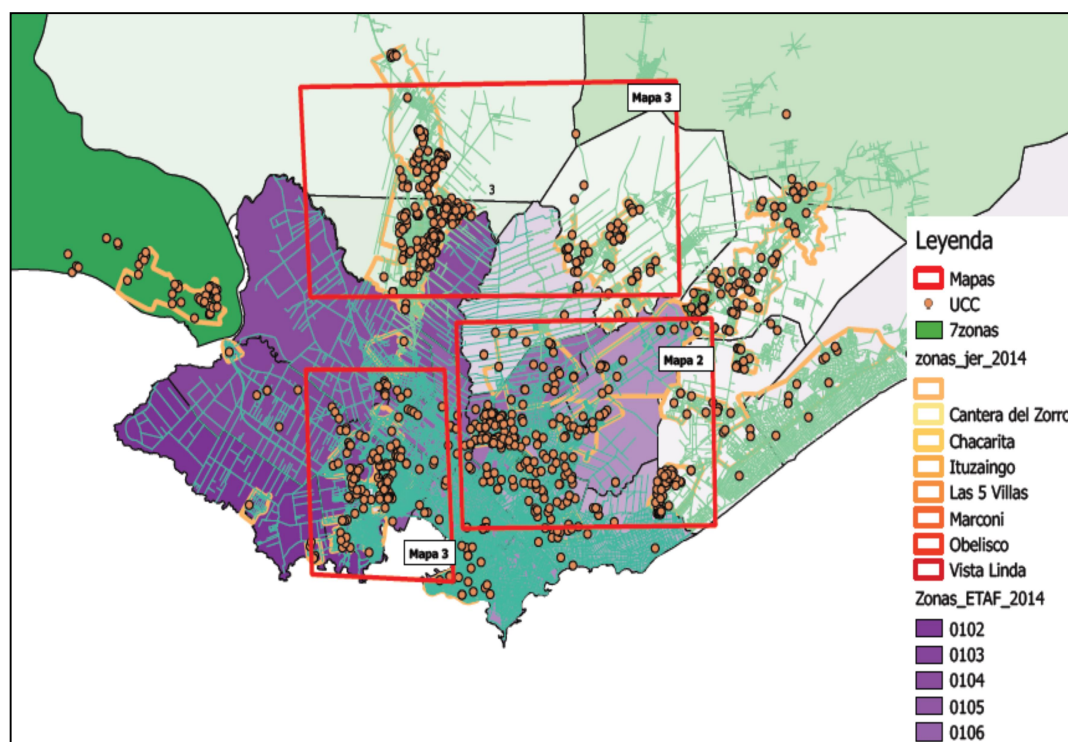 Mapa 3
3
Mapa 2
Mapa 3
Leyenda
Mapas
UCC
7zonas
zonas_jer_2014
Cantera del Zorro
Chacarita
Ituzaingo
Las 5 Villas
Marconi
Obelisco
Vista Linda
Zonas_ETAF_2014
0102
0103
0104
0105
0106